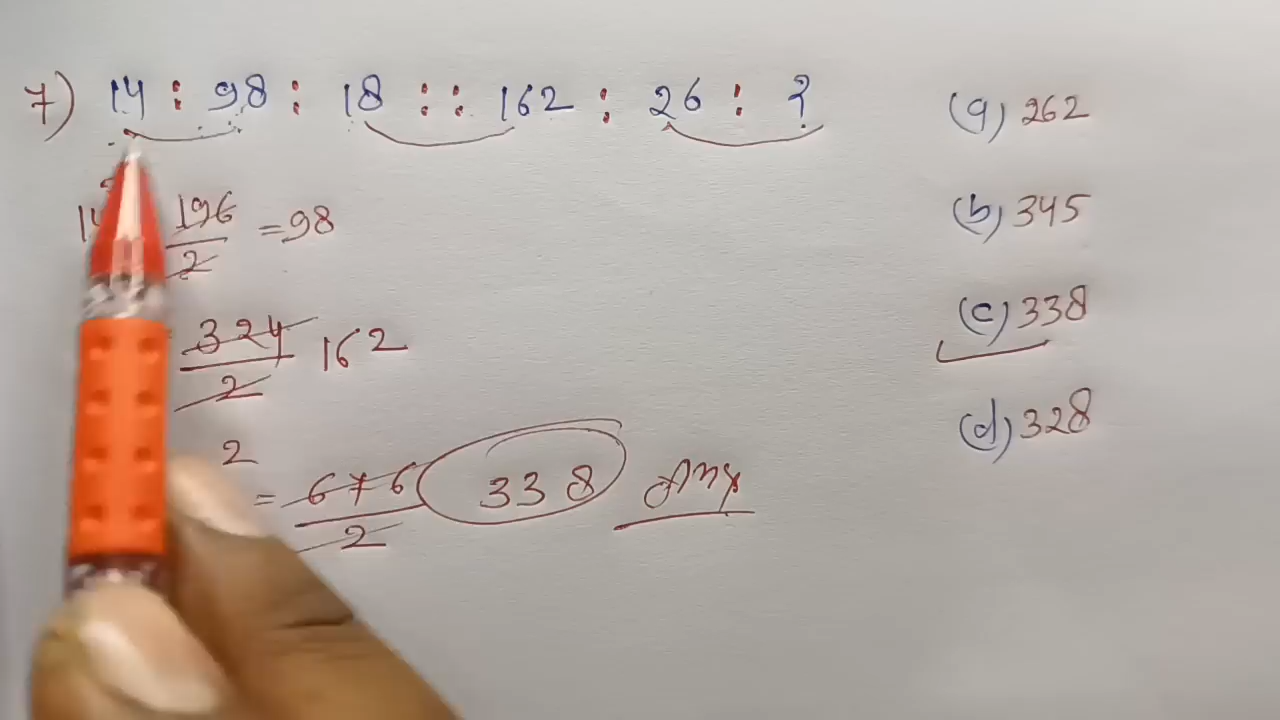 7) 14 : 98 : 18 :: 162 : 26 : ?
(a) 262
(b) 345
(c) 338
(d) 328
196
2
= 98
324
2
162
2
= 676
2
338 Ans